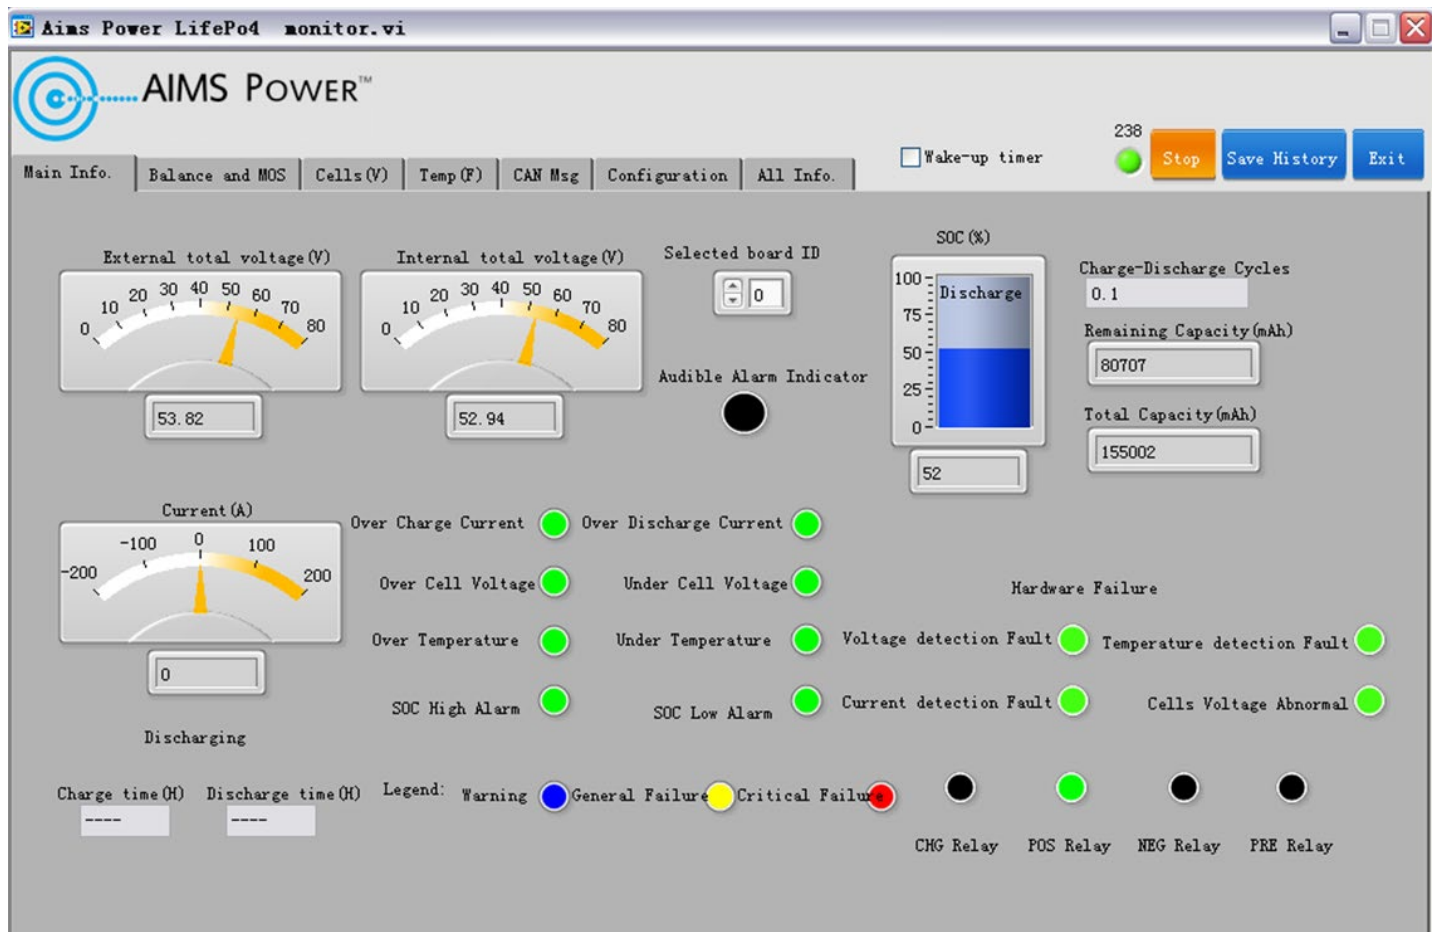 Aims Power LifePo4 monitor.vi
AIMS POWER™
238
Wake-up timer
Stop
Save History
Exit
Main Info.
Balance and MOS
Cells(V)
Temp(F)
CAN Msg
Configuration
All Info.
External total voltage(V)
0 10 20 30 40 50 60 70 80
53.82
Internal total voltage(V)
0 10 20 30 40 50 60 70 80
52.94
Selected board ID
0
Audible Alarm Indicator
SOC(%)
100
75
50
25
0
Discharge
52
Charge-Discharge Cycles
0.1
Remaining Capacity(mAh)
80707
Total Capacity(mAh)
155002
Current(A)
-200 -100 0 100 200
0
Discharging
Over Charge Current
Over Discharge Current
Over Cell Voltage
Under Cell Voltage
Over Temperature
Under Temperature
SOC High Alarm
SOC Low Alarm
Hardware Failure
Voltage detection Fault
Temperature detection Fault
Current detection Fault
Cells Voltage Abnormal
Charge time(H)
----
Discharge time(H)
----
Legend:
Warning
General Failure
Critical Failure
CHG Relay
POS Relay
NEG Relay
PRE Relay